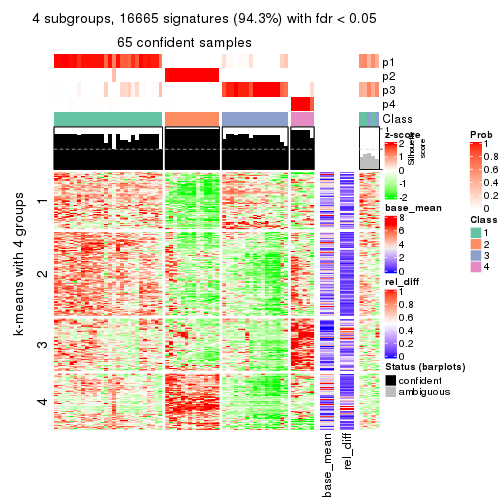 4 subgroups, 16665 signatures (94.3%) with fdr < 0.05
65 confident samples
p1
p2
p3
p4
Class
1
0
Silhouette
score
k-means with 4 groups
1
2
3
4
base_mean
rel_diff
z-score
2
1
0
-1
-2
base_mean
8
6
4
2
0
rel_diff
1
0.8
0.6
0.4
0.2
0
Status (barplots)
confident
ambiguous
Prob
1
0.8
0.6
0.4
0.2
0
Class
1
2
3
4